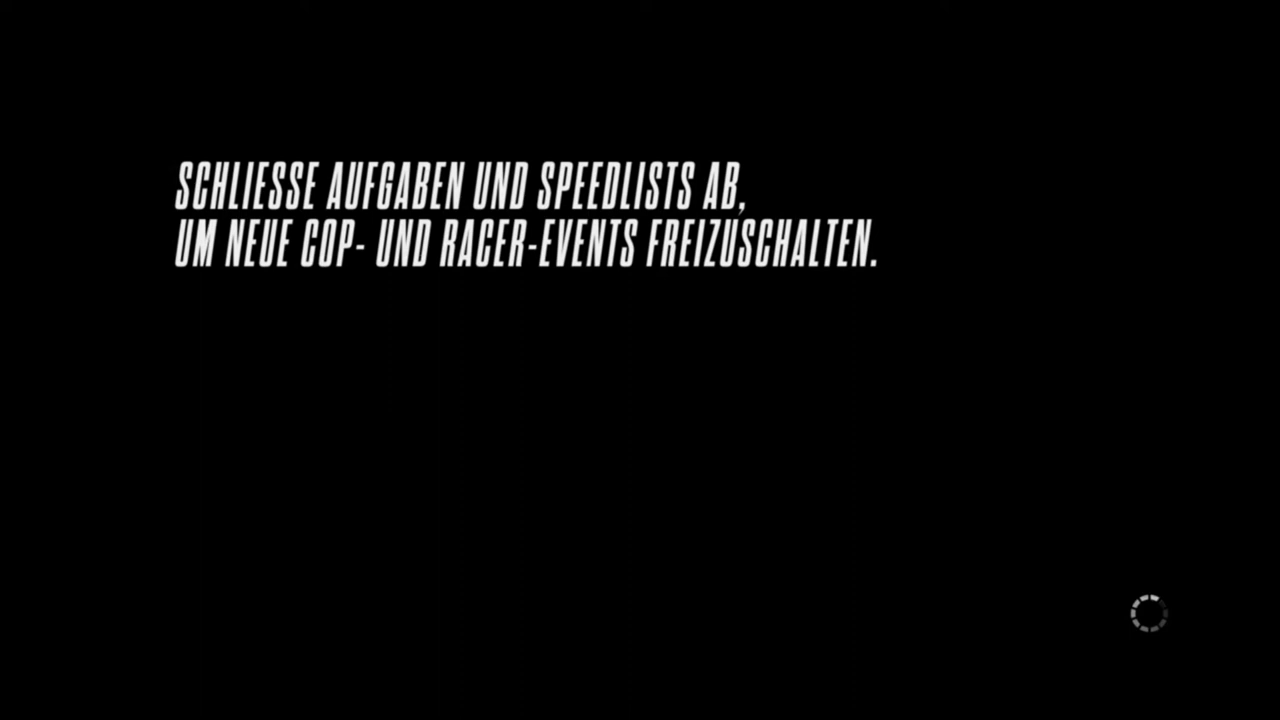 SCHLIESSE AUFGABEN UND SPEEDLISTS AB,
UM NEUE COP- UND RACER-EVENTS FREIZUSCHALTEN.